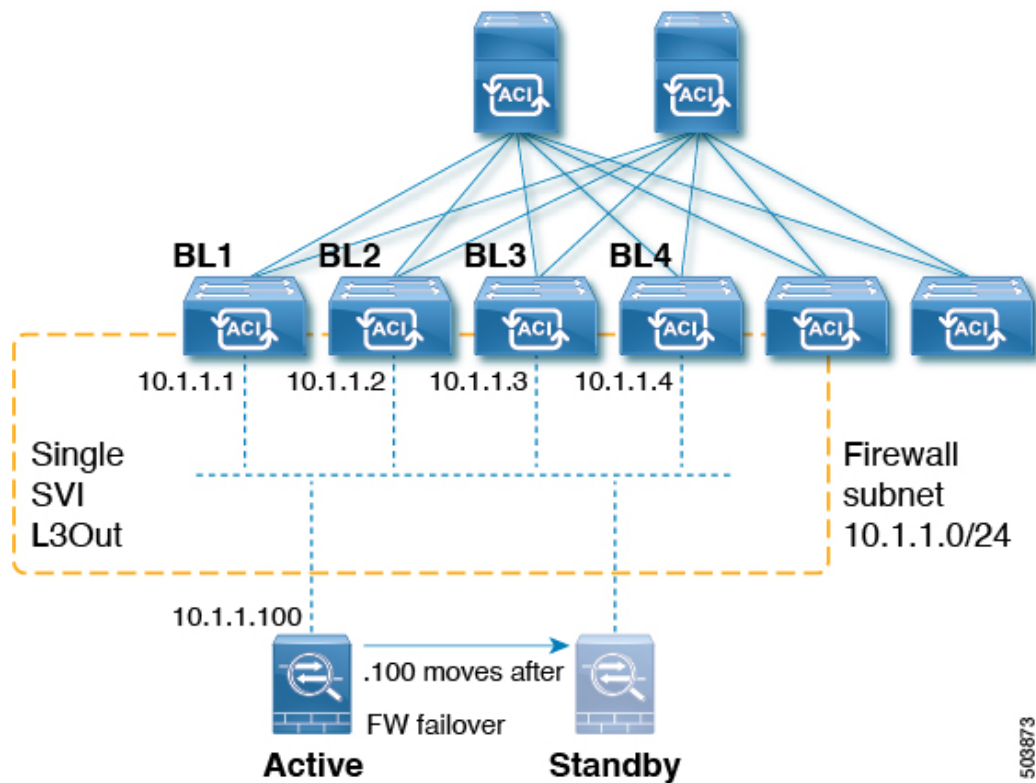 ACI
ACI
BL1
BL2
BL3
BL4
ACI
ACI
ACI
ACI
ACI
ACI
10.1.1.1
10.1.1.2
10.1.1.3
10.1.1.4
Single
SVI
L3Out
Firewall
subnet
10.1.1.0/24
10.1.1.100
.100 moves after
FW failover
Active
Standby
503873